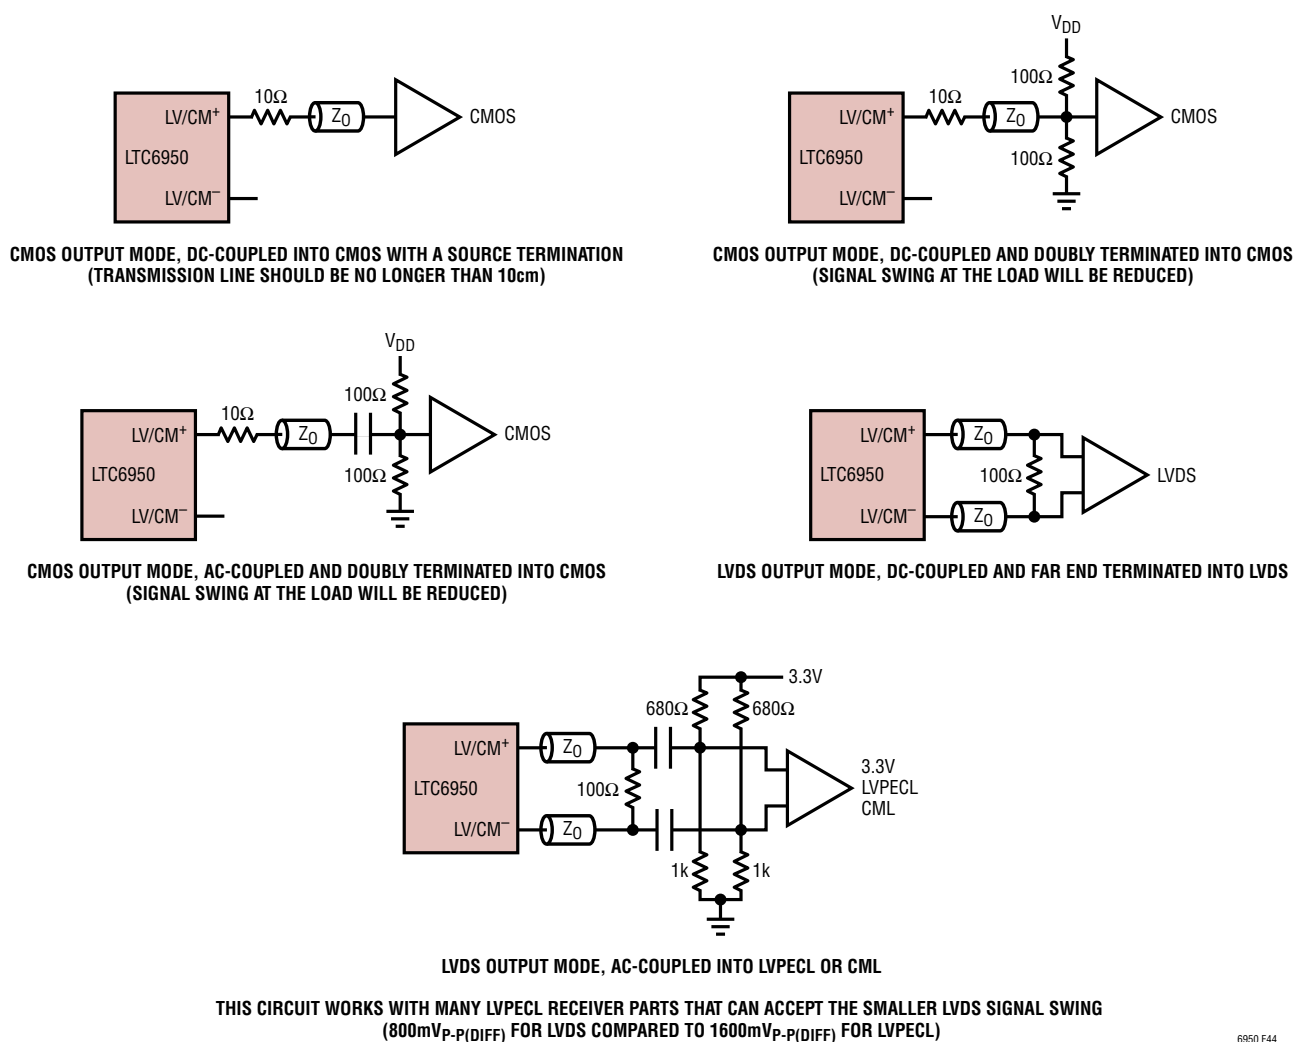 10Ω
Z0
LV/CM+
LTC6950
LV/CM–
CMOS
CMOS OUTPUT MODE, DC-COUPLED INTO CMOS WITH A SOURCE TERMINATION
(TRANSMISSION LINE SHOULD BE NO LONGER THAN 10cm)
VDD
100Ω
10Ω
Z0
LV/CM+
LTC6950
LV/CM–
100Ω
CMOS
CMOS OUTPUT MODE, DC-COUPLED AND DOUBLY TERMINATED INTO CMOS
(SIGNAL SWING AT THE LOAD WILL BE REDUCED)
VDD
100Ω
10Ω
Z0
LV/CM+
LTC6950
LV/CM–
100Ω
CMOS
CMOS OUTPUT MODE, AC-COUPLED AND DOUBLY TERMINATED INTO CMOS
(SIGNAL SWING AT THE LOAD WILL BE REDUCED)
LV/CM+
Z0
LTC6950
100Ω
LVDS
LV/CM–
Z0
LVDS OUTPUT MODE, DC-COUPLED AND FAR END TERMINATED INTO LVDS
3.3V
680Ω
680Ω
LV/CM+
Z0
LTC6950
100Ω
LV/CM–
Z0
3.3V
LVPECL
CML
1k
1k
LVDS OUTPUT MODE, AC-COUPLED INTO LVPECL OR CML
THIS CIRCUIT WORKS WITH MANY LVPECL RECEIVER PARTS THAT CAN ACCEPT THE SMALLER LVDS SIGNAL SWING
(800mVP-P(DIFF) FOR LVDS COMPARED TO 1600mVP-P(DIFF) FOR LVPECL)
6950 F44